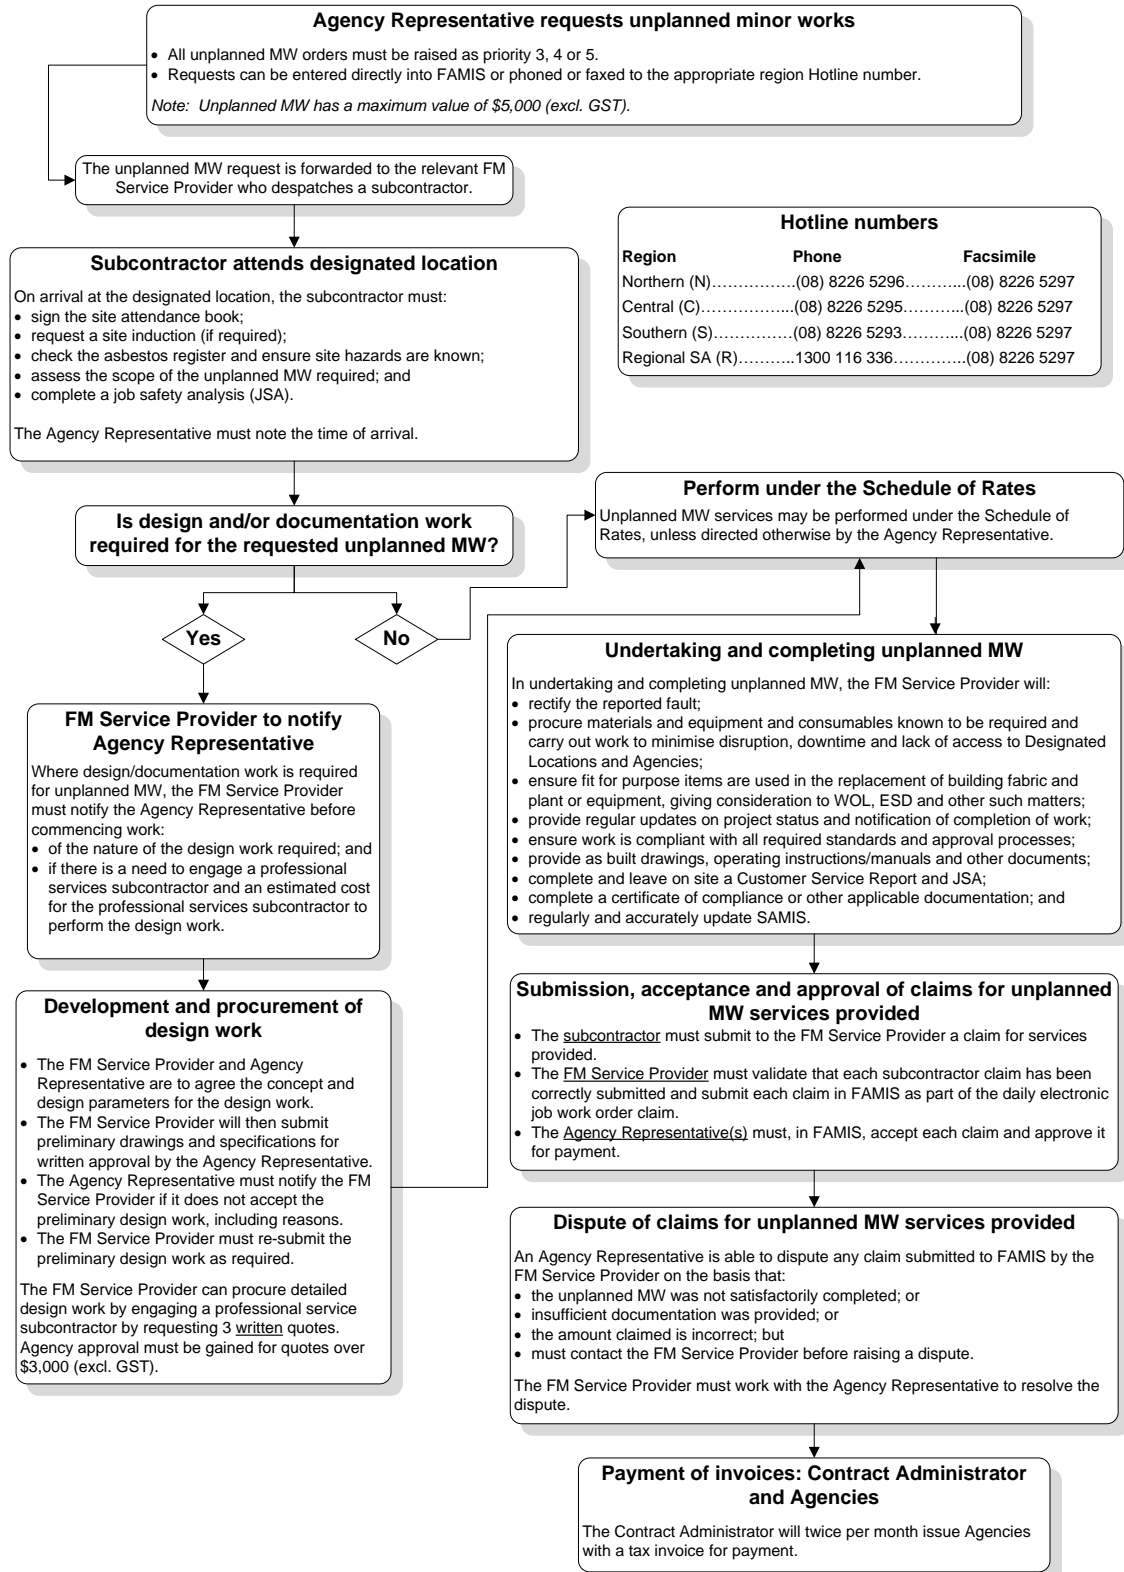 Agency Representative requests unplanned minor works
• All unplanned MW orders must be raised as priority 3, 4 or 5.
• Requests can be entered directly into FAMIS or phoned or faxed to the appropriate region Hotline number.
Note: Unplanned MW has a maximum value of $5,000 (excl. GST).
The unplanned MW request is forwarded to the relevant FM
Service Provider who despatches a subcontractor.
Hotline numbers
Region Phone Facsimile
Northern (N)…………….(08) 8226 5296………...(08) 8226 5297
Central (C)……………...(08) 8226 5295………...(08) 8226 5297
Southern (S)…………...(08) 8226 5293………...(08) 8226 5297
Regional SA (R)………..1300 116 336…………..(08) 8226 5297
Subcontractor attends designated location
On arrival at the designated location, the subcontractor must:
• sign the site attendance book;
• request a site induction (if required);
• check the asbestos register and ensure site hazards are known;
• assess the scope of the unplanned MW required; and
• complete a job safety analysis (JSA).
The Agency Representative must note the time of arrival.
Is design and/or documentation work
required for the requested unplanned MW?
Yes
No
Perform under the Schedule of Rates
Unplanned MW services may be performed under the Schedule of
Rates, unless directed otherwise by the Agency Representative.
FM Service Provider to notify
Agency Representative
Where design/documentation work is required
for unplanned MW, the FM Service Provider
must notify the Agency Representative before
commencing work:
• of the nature of the design work required; and
• if there is a need to engage a professional
services subcontractor and an estimated cost
for the professional services subcontractor to
perform the design work.
Development and procurement of
design work
• The FM Service Provider and Agency
Representative are to agree the concept and
design parameters for the design work.
• The FM Service Provider will then submit
preliminary drawings and specifications for
written approval by the Agency Representative.
• The Agency Representative must notify the FM
Service Provider if it does not accept the
preliminary design work, including reasons.
• The FM Service Provider must re-submit the
preliminary design work as required.
The FM Service Provider can procure detailed
design work by engaging a professional service
subcontractor by requesting 3 written quotes.
Agency approval must be gained for quotes over
$3,000 (excl. GST).
Undertaking and completing unplanned MW
In undertaking and completing unplanned MW, the FM Service Provider will:
• rectify the reported fault;
• procure materials and equipment and consumables known to be required and
carry out work to minimise disruption, downtime and lack of access to Designated
Locations and Agencies;
• ensure fit for purpose items are used in the replacement of building fabric and
plant or equipment, giving consideration to WOL, ESD and other such matters;
• provide regular updates on project status and notification of completion of work;
• ensure work is compliant with all required standards and approval processes;
• provide as built drawings, operating instructions/manuals and other documents;
• complete and leave on site a Customer Service Report and JSA;
• complete a certificate of compliance or other applicable documentation; and
• regularly and accurately update SAMIS.
Submission, acceptance and approval of claims for unplanned
MW services provided
• The subcontractor must submit to the FM Service Provider a claim for services
provided.
• The FM Service Provider must validate that each subcontractor claim has been
correctly submitted and submit each claim in FAMIS as part of the daily electronic
job work order claim.
• The Agency Representative(s) must, in FAMIS, accept each claim and approve it
for payment.
Dispute of claims for unplanned MW services provided
An Agency Representative is able to dispute any claim submitted to FAMIS by the
FM Service Provider on the basis that:
• the unplanned MW was not satisfactorily completed; or
• insufficient documentation was provided; or
• the amount claimed is incorrect; but
• must contact the FM Service Provider before raising a dispute.
The FM Service Provider must work with the Agency Representative to resolve the
dispute.
Payment of invoices: Contract Administrator
and Agencies
The Contract Administrator will twice per month issue Agencies
with a tax invoice for payment.